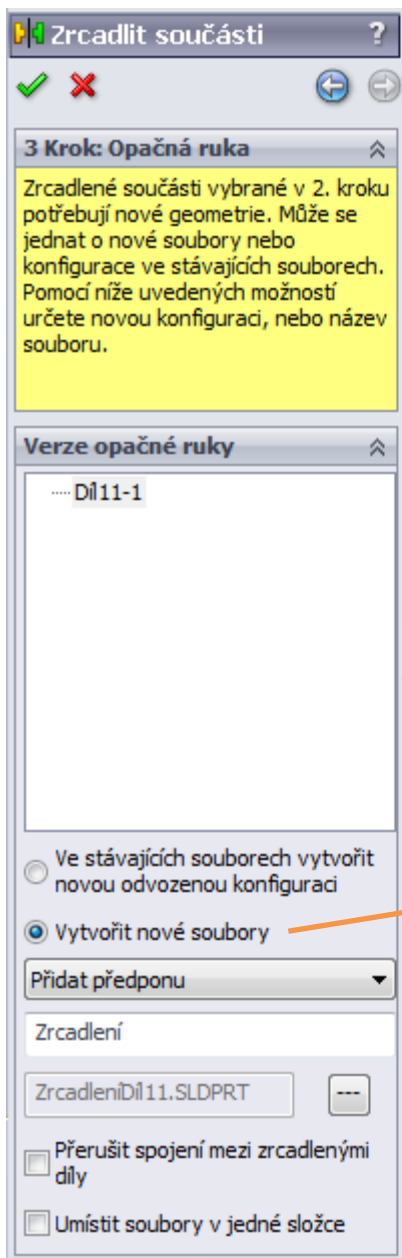 Zrcadlit součásti ?
3 Krok: Opačná ruka
Zrcadlené součásti vybrané v 2. kroku
potřebují nové geometrie. Může se
jednat o nové soubory nebo
konfigurace ve stávajících souborech.
Pomocí níže uvedených možností
určete novou konfiguraci, nebo název
souboru.
Verze opačné ruky
Díl11-1
Ve stávajících souborech vytvořit
novou odvozenou konfiguraci
Vytvořit nové soubory
Přidat předponu
Zrcadlení
ZrcadleníDíl11.SLDPRT
---
Přerušit spojení mezi zrcadlenými
díly
Umístit soubory v jedné složce